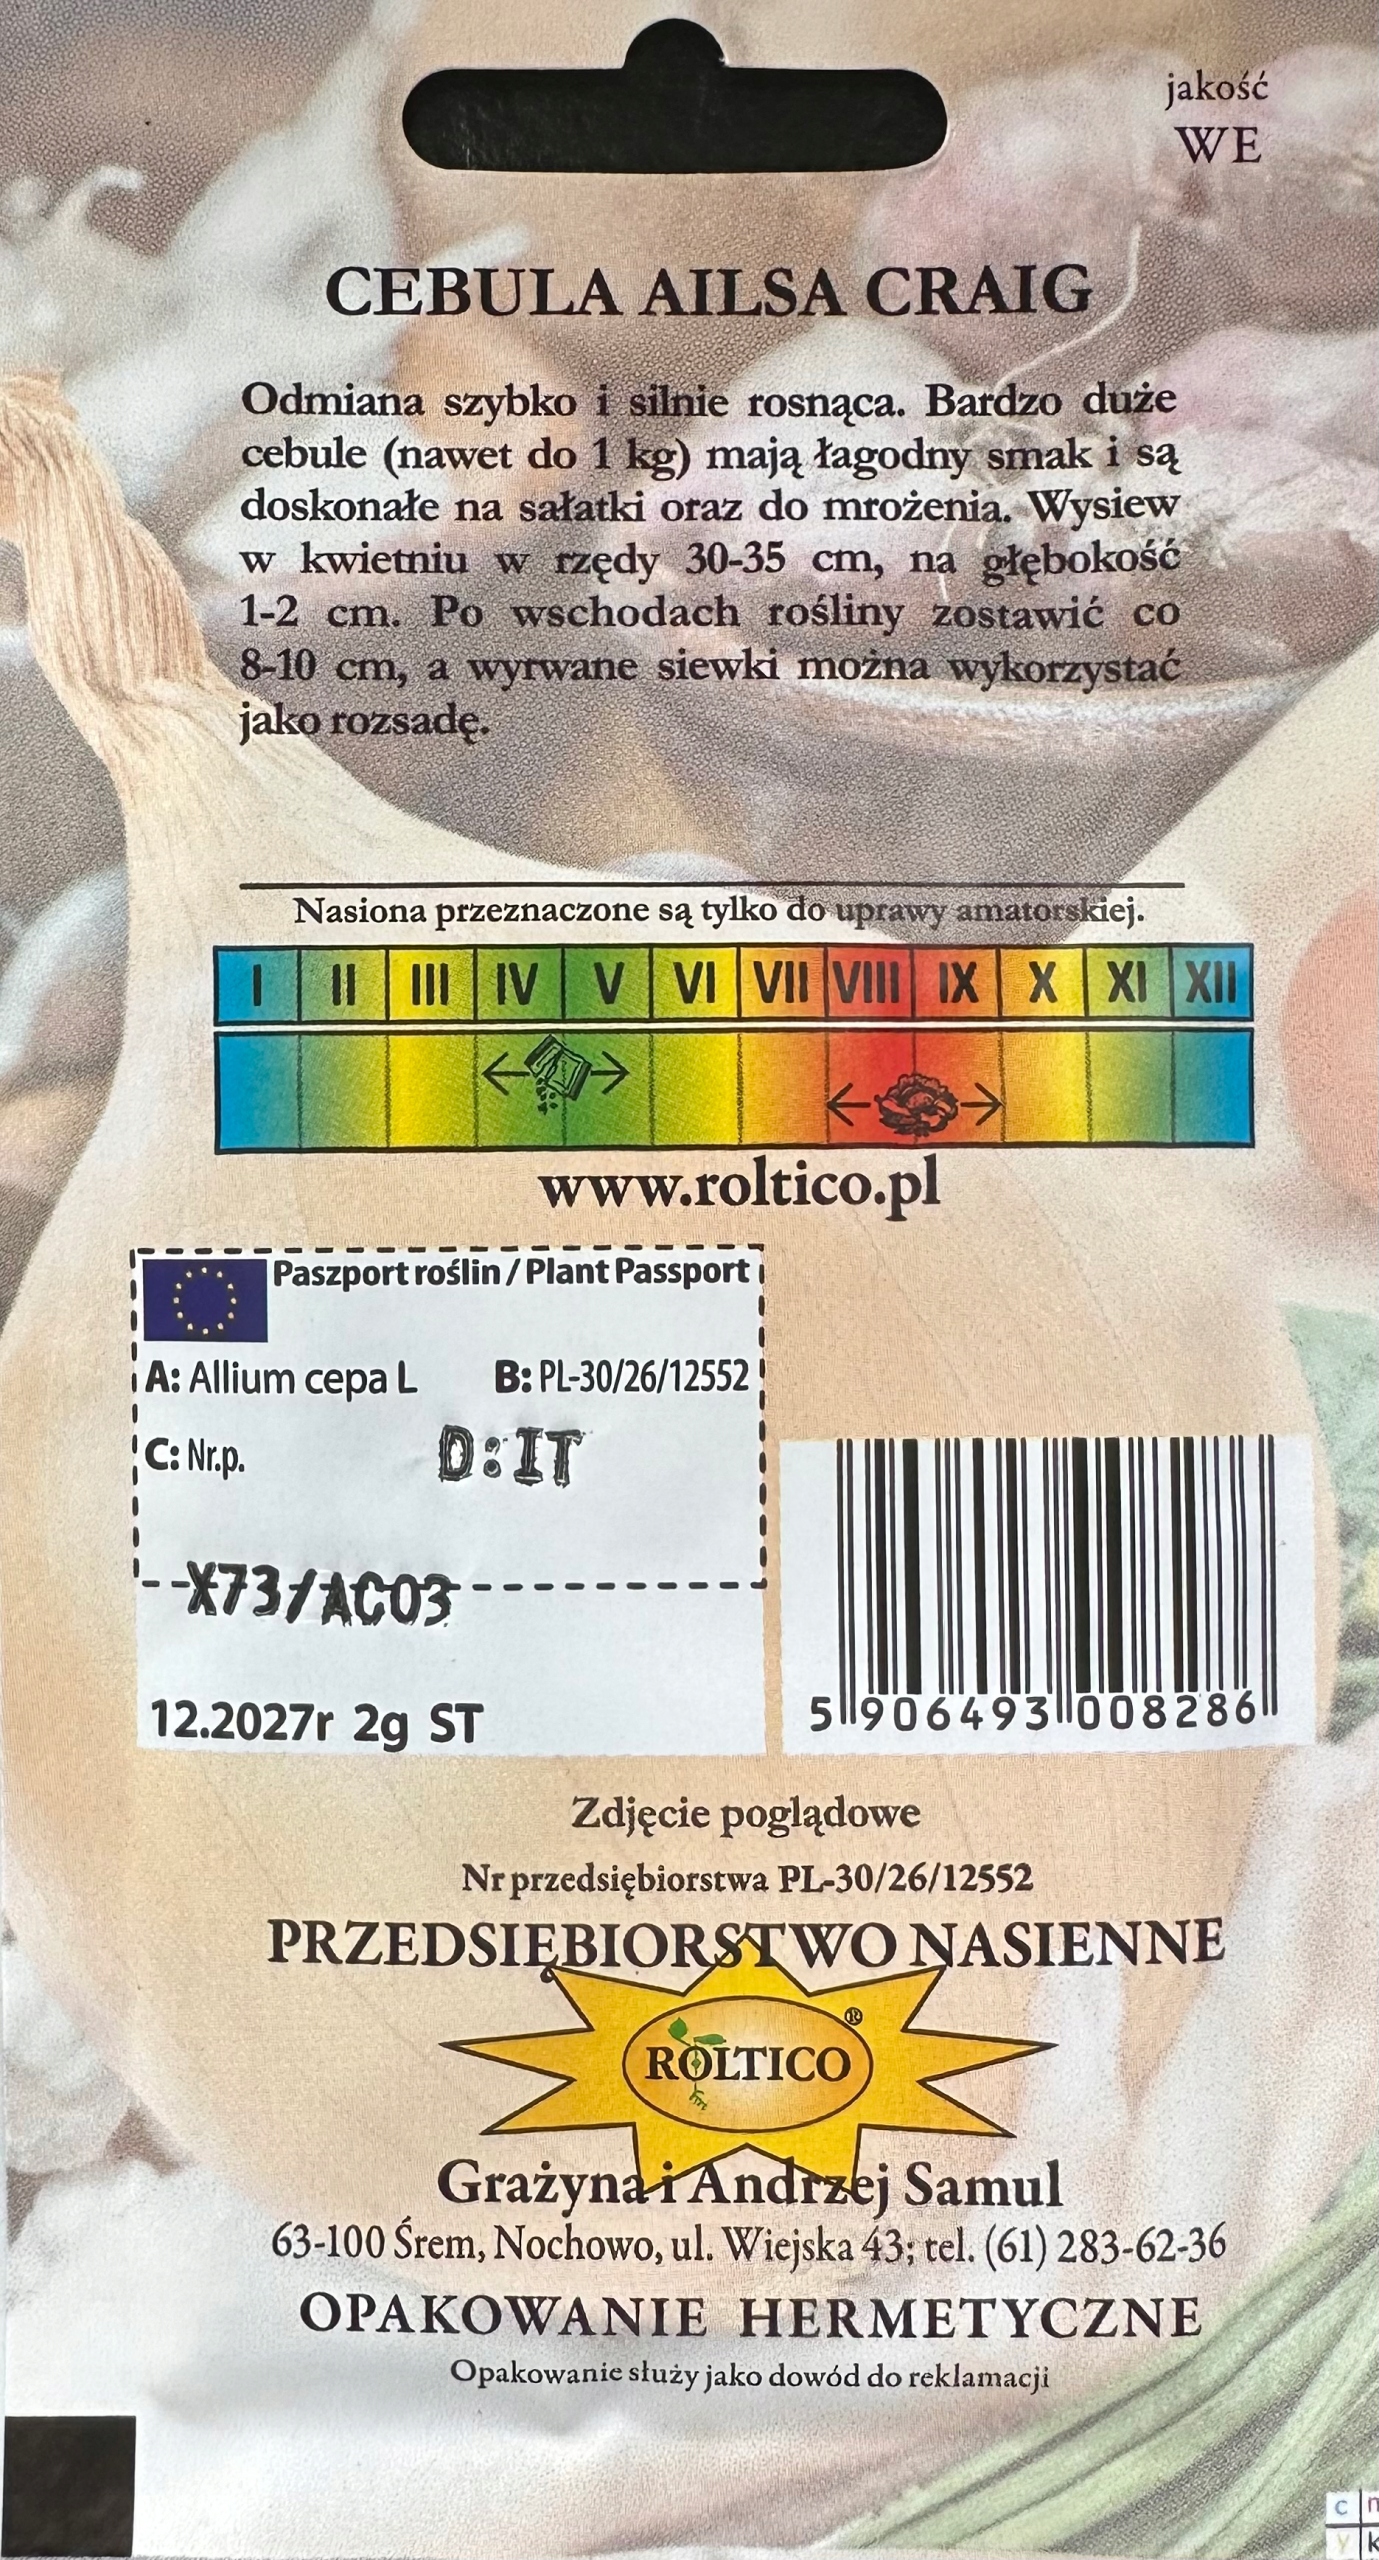 jakość
WE
CEBULA AILSA CRAIG
Odmiana szybko i silnie rosnąca. Bardzo duże
cebule (nawet do 1 kg) mają łagodny smak i są
doskonałe na sałatki oraz do mrożenia. Wysiew
w kwietniu w rzędy 30-35 cm, na głębokość
1-2 cm. Po wschodach rośliny zostawić co
8-10 cm, a wyrwane siewki można wykorzystać
jako rozsadę.
Nasiona przeznaczone są tylko do uprawy amatorskiej.
I II III IV V VI VII VIII IX X XI XII
www.roltico.pl
Paszport roślin / Plant Passport
A: Allium cepa L B: PL-30/26/12552
C: Nr.p. D:IT
X73/AC03
12.2027r 2g ST
5 906493 008286
Zdjęcie poglądowe
Nr przedsiębiorstwa PL-30/26/12552
PRZEDSIĘBIORSTWO NASIENNE
ROLTICO ®
Grażyna i Andrzej Samul
63-100 Śrem, Nochowo, ul. Wiejska 43; tel. (61) 283-62-36
OPAKOWANIE HERMETYCZNE
Opakowanie służy jako dowód do reklamacji
c m
y k